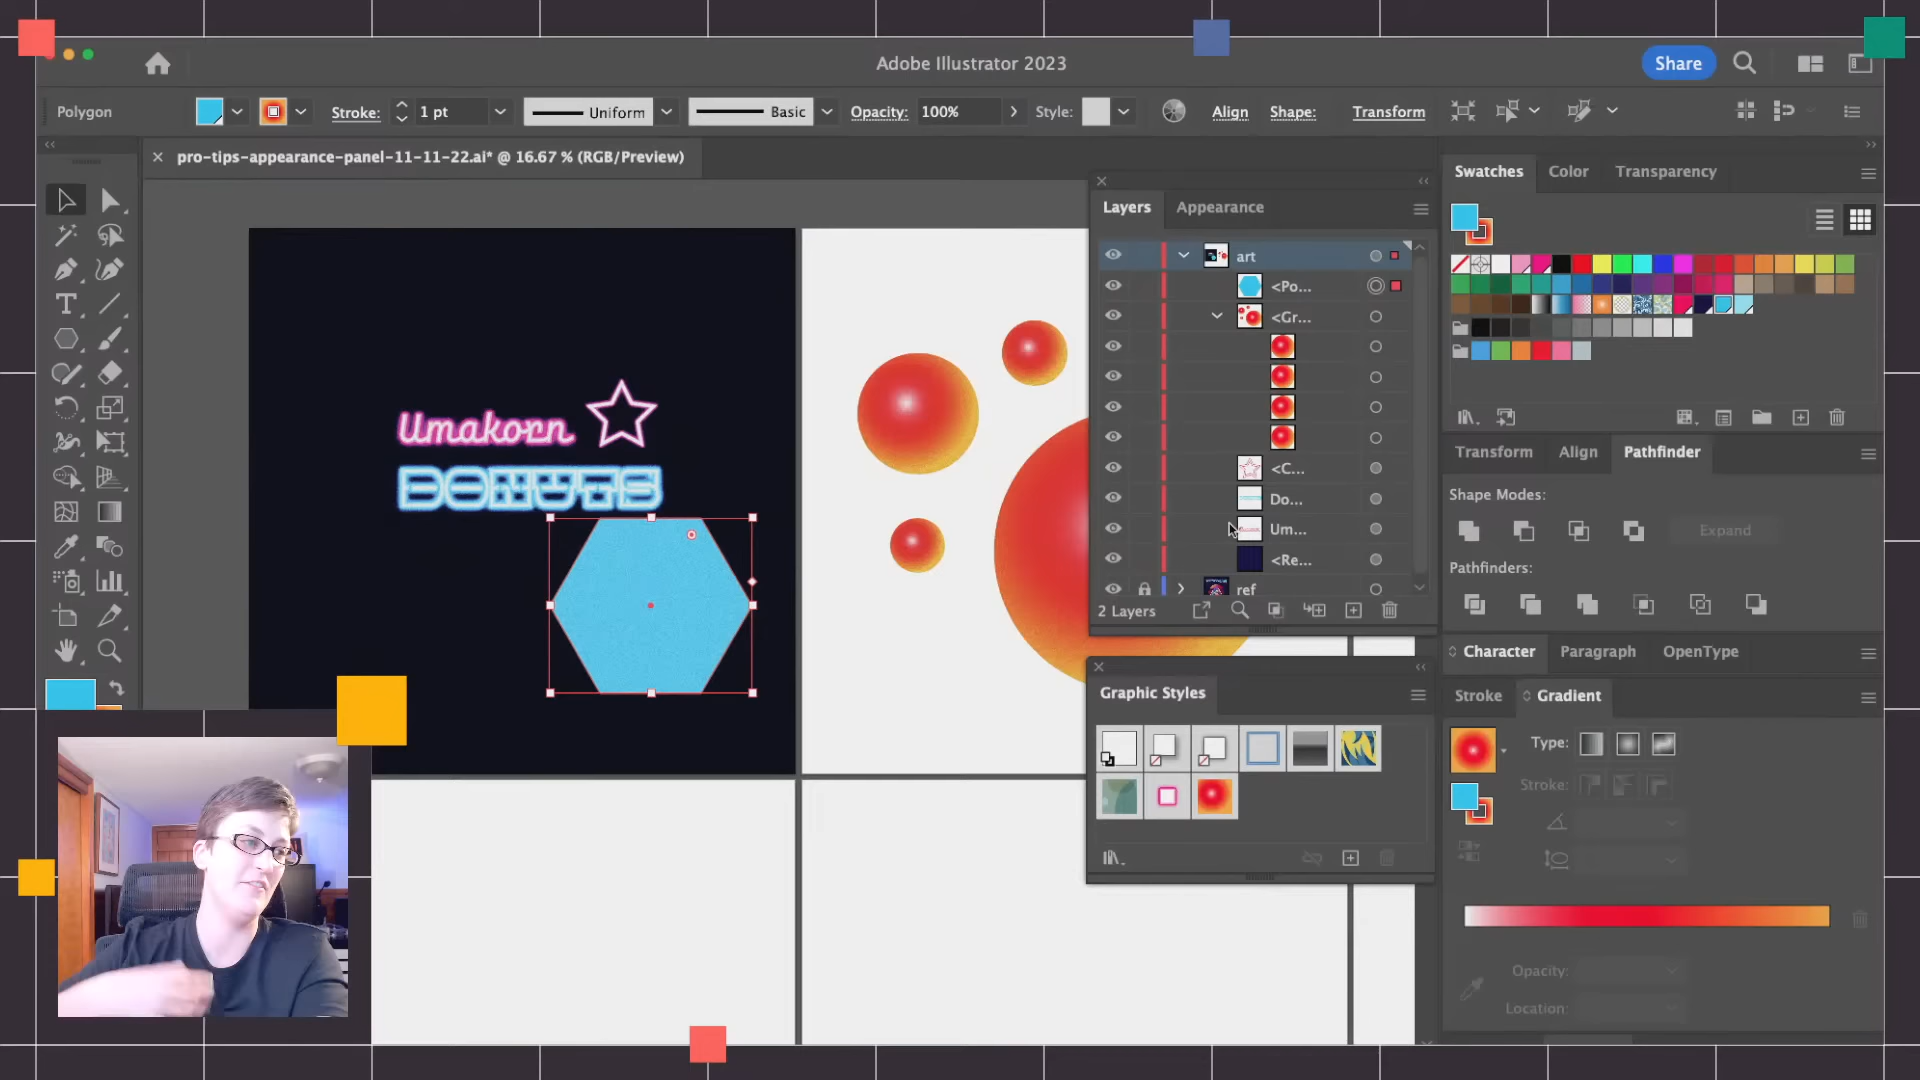 Adobe Illustrator 2023
Share
Polygon
Stroke:
1 pt
Uniform
Basic
Opacity:
100%
Style:
Align
Shape:
Transform
pro-tips-appearance-panel-11-11-22.ai* @ 16.67 % (RGB/Preview)
Layers
Appearance
art
<Po...
<Gr...
<C...
Do...
Um...
<Re...
ref
2 Layers
Umakorn
DONUTS
Graphic Styles
Swatches
Color
Transparency
Transform
Align
Pathfinder
Shape Modes:
Expand
Pathfinders:
Character
Paragraph
OpenType
Stroke
Gradient
Type:
Stroke:
Opacity:
Location: